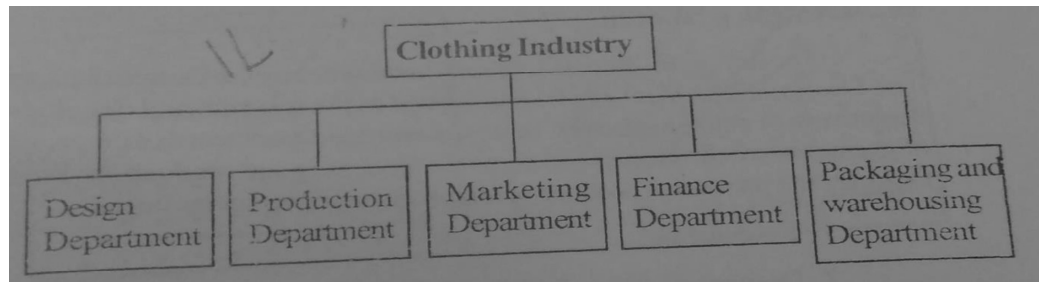 Clothing Industry
Design
Department
Production
Department
Marketing
Department
Finance
Department
Packaging and
warehousing
Department